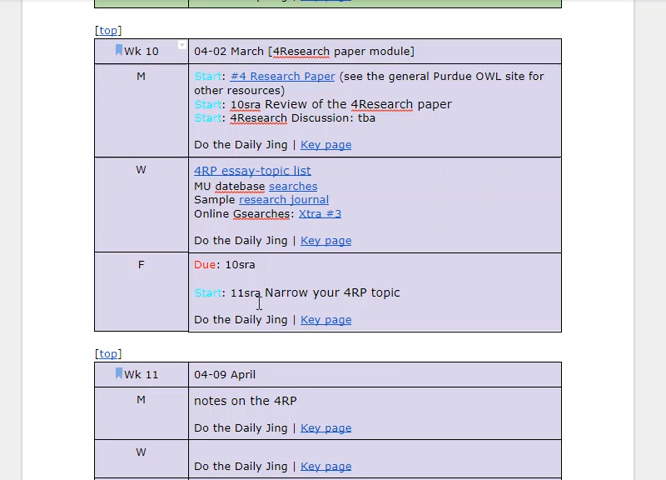 [top]
Wk 10
04-02 March [4Research paper module]
M
Start: #4 Research Paper (see the general Purdue OWL site for
other resources)
Start: 10sra Review of the 4Research paper
Start: 4Research Discussion: tba
Do the Daily Jing | Key page
W
4RP essay-topic list
MU datebase searches
Sample research journal
Online Gsearches: Xtra #3
Do the Daily Jing | Key page
F
Due: 10sra
Start: 11sra Narrow your 4RP topic
Do the Daily Jing | Key page
[top]
Wk 11
04-09 April
M
notes on the 4RP
Do the Daily Jing | Key page
W
Do the Daily Jing | Key page